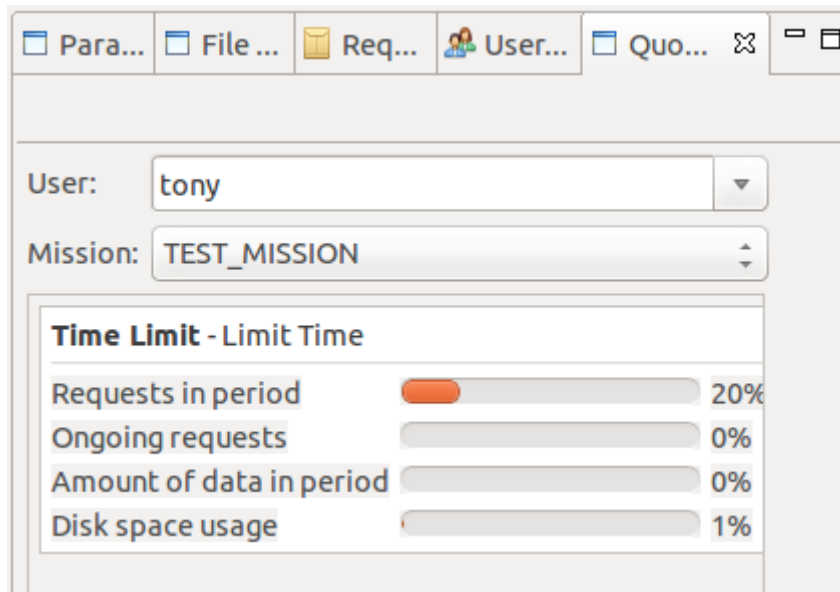 Para... File ... Req... User... Quo...
User: tony
Mission: TEST_MISSION
Time Limit - Limit Time
Requests in period 20%
Ongoing requests 0%
Amount of data in period 0%
Disk space usage 1%